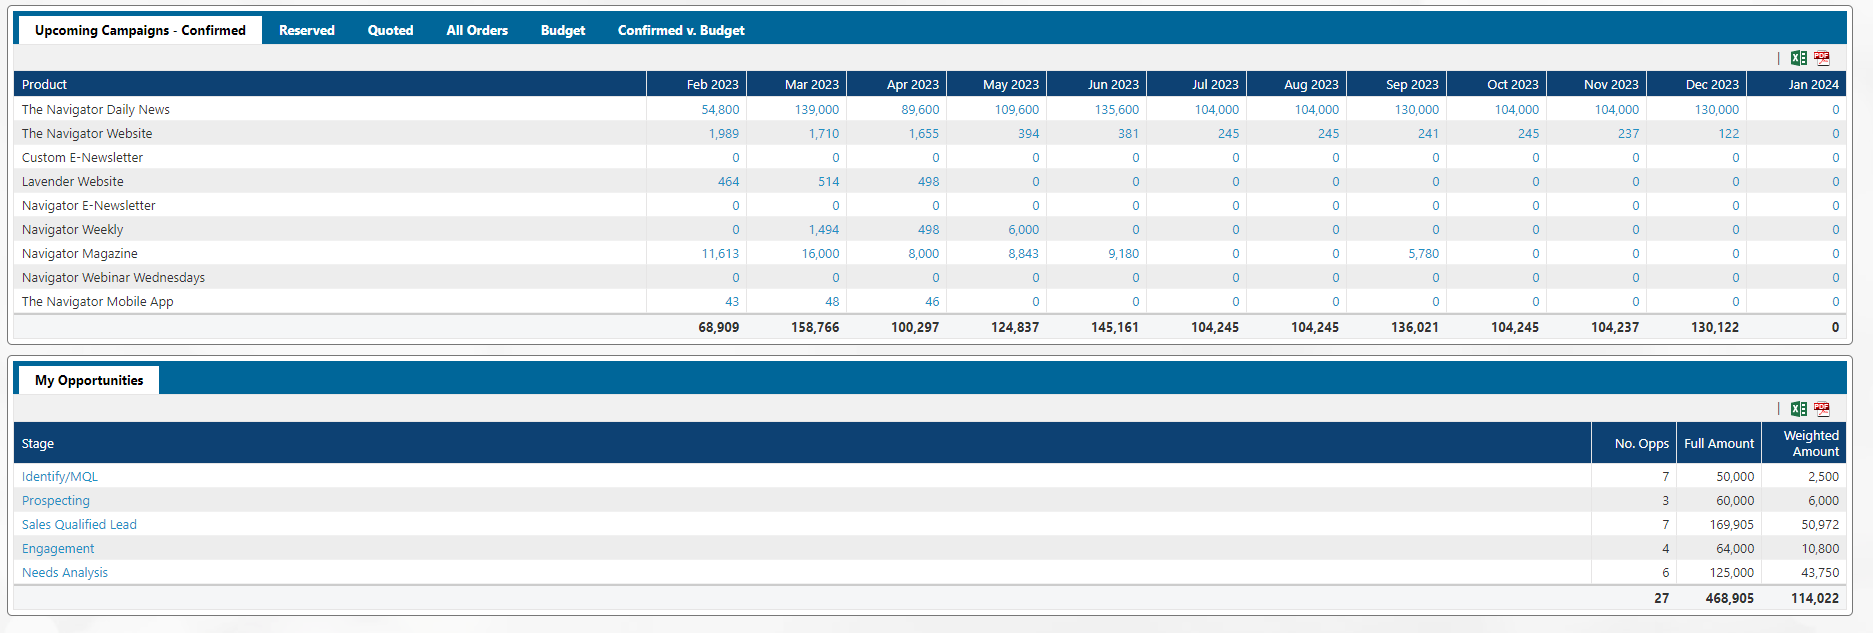 Upcoming Campaigns - Confirmed Reserved Quoted All Orders Budget Confirmed v. Budget
Product Feb 2023 Mar 2023 Apr 2023 May 2023 Jun 2023 Jul 2023 Aug 2023 Sep 2023 Oct 2023 Nov 2023 Dec 2023 Jan 2024
The Navigator Daily News 54,800 139,000 89,600 109,600 135,600 104,000 104,000 130,000 104,000 104,000 130,000 0
The Navigator Website 1,989 1,710 1,655 394 381 245 245 241 245 237 122 0
Custom E-Newsletter 0 0 0 0 0 0 0 0 0 0 0 0
Lavender Website 464 514 498 0 0 0 0 0 0 0 0 0
Navigator E-Newsletter 0 0 0 0 0 0 0 0 0 0 0 0
Navigator Weekly 0 1,494 498 6,000 0 0 0 0 0 0 0 0
Navigator Magazine 11,613 16,000 8,000 8,843 9,180 0 0 5,780 0 0 0 0
Navigator Webinar Wednesdays 0 0 0 0 0 0 0 0 0 0 0 0
The Navigator Mobile App 43 48 46 0 0 0 0 0 0 0 0 0
68,909 158,766 100,297 124,837 145,161 104,245 104,245 136,021 104,245 104,237 130,122 0
My Opportunities
Stage No. Opps Full Amount Weighted
Amount
Identify/MQL 7 50,000 2,500
Prospecting 3 60,000 6,000
Sales Qualified Lead 7 169,905 50,972
Engagement 4 64,000 10,800
Needs Analysis 6 125,000 43,750
27 468,905 114,022